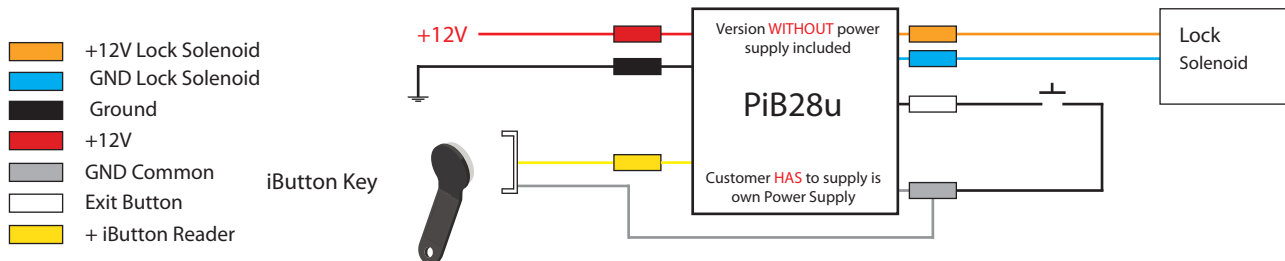 +12V Lock Solenoid
GND Lock Solenoid
Ground
+12V
GND Common
Exit Button
+ iButton Reader
iButton Key
+12V
Version WITHOUT power
supply included
PiB28u
Customer HAS to supply is
own Power Supply
Lock
Solenoid